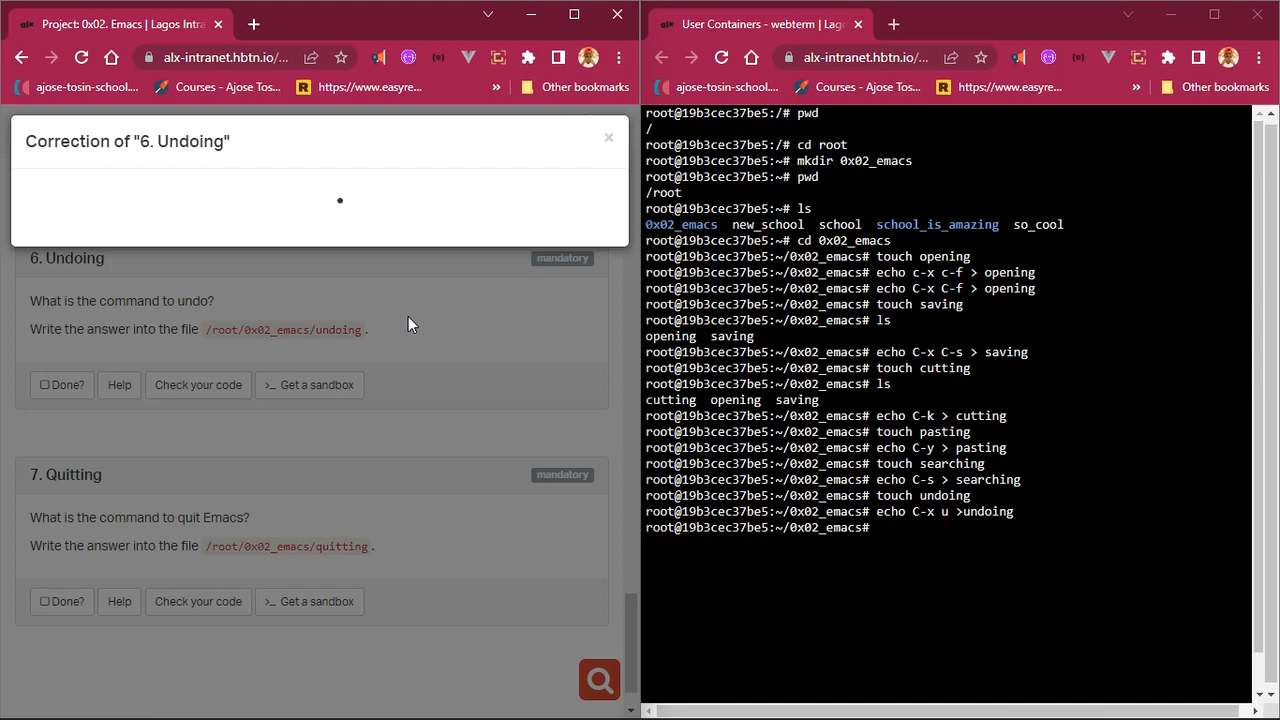 alx Project: 0x02. Emacs | Lagos Intra
alx-intranet.hbtn.io/...
ajose-tosin-school....
Courses - Ajose Tos...
R https://www.easyre...
»
Other bookmarks
Correction of "6. Undoing"
×
6. Undoing
mandatory
What is the command to undo?
Write the answer into the file /root/0x02_emacs/undoing.
Done?
Help
Check your code
>_ Get a sandbox
7. Quitting
mandatory
What is the command to quit Emacs?
Write the answer into the file /root/0x02_emacs/quitting.
Done?
Help
Check your code
>_ Get a sandbox
alx User Containers - webterm | Lag
alx-intranet.hbtn.io/...
ajose-tosin-school....
Courses - Ajose Tos...
R https://www.easyre...
»
Other bookmarks
root@19b3cec37be5:/# pwd
/
root@19b3cec37be5:/# cd root
root@19b3cec37be5:~# mkdir 0x02_emacs
root@19b3cec37be5:~# pwd
/root
root@19b3cec37be5:~# ls
0x02_emacs new_school school school_is_amazing so_cool
root@19b3cec37be5:~# cd 0x02_emacs
root@19b3cec37be5:~/0x02_emacs# touch opening
root@19b3cec37be5:~/0x02_emacs# echo c-x c-f > opening
root@19b3cec37be5:~/0x02_emacs# echo C-x C-f > opening
root@19b3cec37be5:~/0x02_emacs# touch saving
root@19b3cec37be5:~/0x02_emacs# ls
opening saving
root@19b3cec37be5:~/0x02_emacs# echo C-x C-s > saving
root@19b3cec37be5:~/0x02_emacs# touch cutting
root@19b3cec37be5:~/0x02_emacs# ls
cutting opening saving
root@19b3cec37be5:~/0x02_emacs# echo C-k > cutting
root@19b3cec37be5:~/0x02_emacs# touch pasting
root@19b3cec37be5:~/0x02_emacs# echo C-y > pasting
root@19b3cec37be5:~/0x02_emacs# touch searching
root@19b3cec37be5:~/0x02_emacs# echo C-s > searching
root@19b3cec37be5:~/0x02_emacs# touch undoing
root@19b3cec37be5:~/0x02_emacs# echo C-x u >undoing
root@19b3cec37be5:~/0x02_emacs#